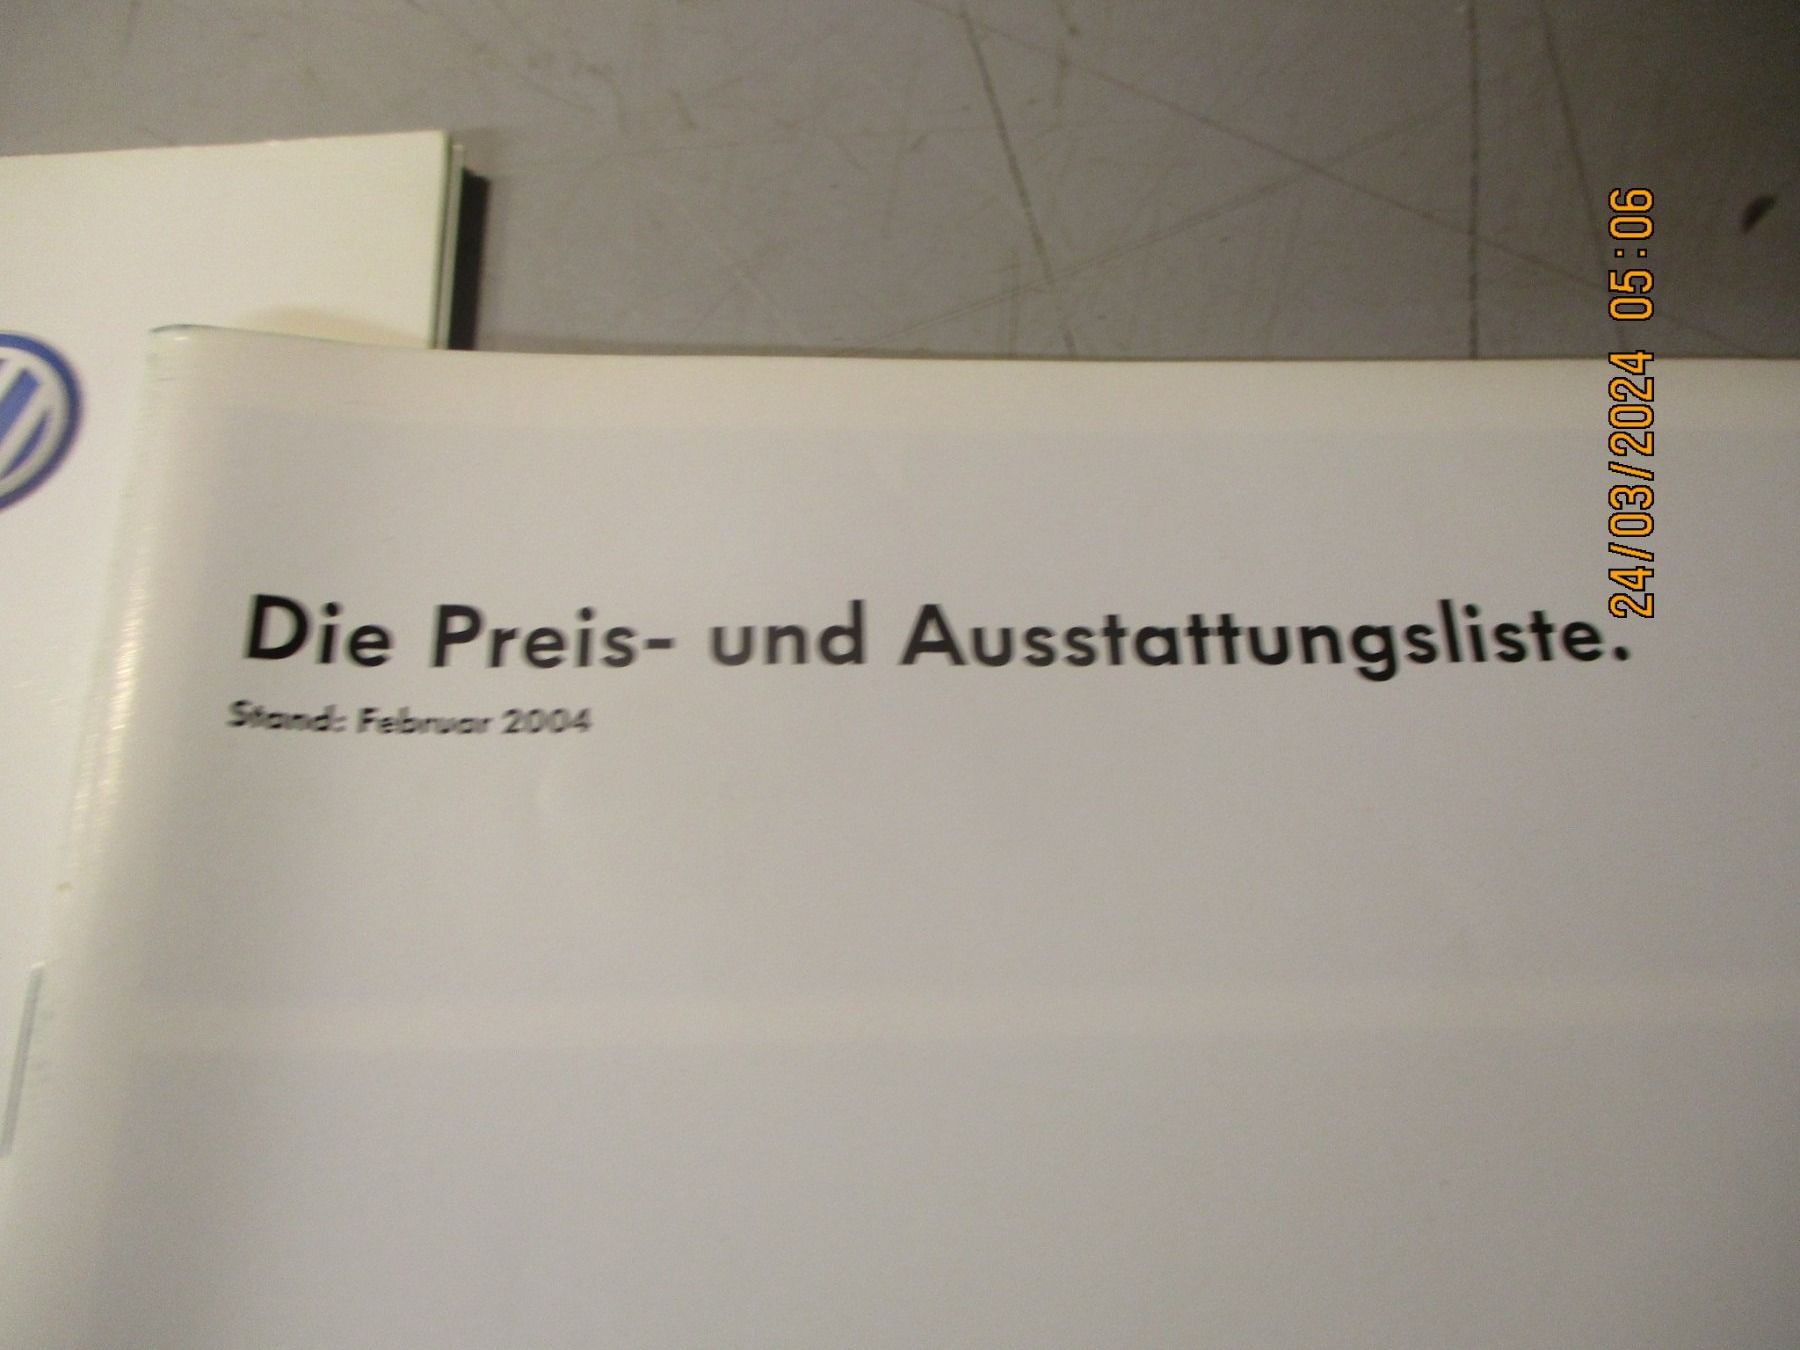 Die Preis- und Ausstattungsliste.
Stand: Februar 2004
24/03/2024 05:06